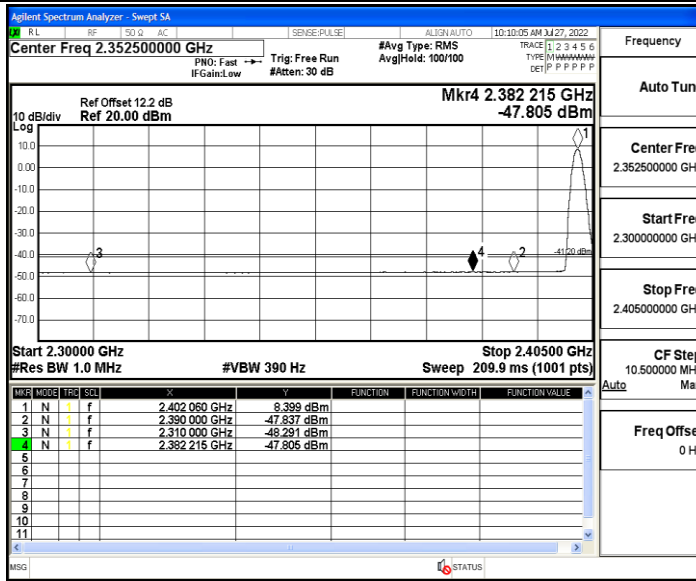 Agilent Spectrum Analyzer - Swept SA
RL RF 50 Ω AC SENSE:PULSE ALIGN AUTO 10:10:05 AM Jul 27, 2022
Center Freq 2.352500000 GHz #Avg Type: RMS TRACE 1 2 3 4 5 6
PNO: Fast Trig: Free Run Avg|Hold: 100/100 TYPE M
IFGain:Low #Atten: 30 dB DET P P P P P P
Frequency
Auto Tun
Center Fre
2.352500000 GH
Start Fre
2.300000000 GH
Stop Fre
2.405000000 GH
CF Ste
10.500000 MH
Auto Ma
Freq Offse
0 H
Mkr4 2.382 215 GHz
Ref Offset 12.2 dB
10 dB/div Ref 20.00 dBm -47.805 dBm
Log
1
10.0
0.00
-10.0
-20.0
-30.0
-40.0 3 4 2 -41.20 dBm
-50.0
-60.0
-70.0
Start 2.30000 GHz Stop 2.40500 GHz
#Res BW 1.0 MHz #VBW 390 Hz Sweep 209.9 ms (1001 pts)
MKR MODE TRC SCL X Y FUNCTION FUNCTION WIDTH FUNCTION VALUE
1 N 1 f 2.402 060 GHz 8.399 dBm
2 N 1 f 2.390 000 GHz -47.837 dBm
3 N 1 f 2.310 000 GHz -48.291 dBm
4 N 1 f 2.382 215 GHz -47.805 dBm
5
6
7
8
9
10
11
MSG STATUS